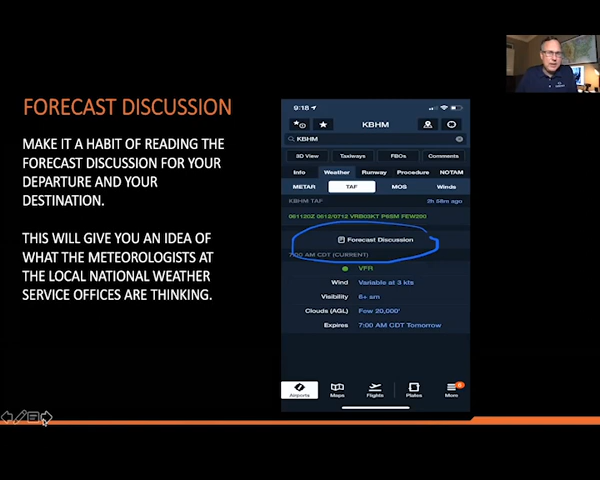 FORECAST DISCUSSION
MAKE IT A HABIT OF READING THE
FORECAST DISCUSSION FOR YOUR
DEPARTURE AND YOUR
DESTINATION.
THIS WILL GIVE YOU AN IDEA OF
WHAT THE METEOROLOGISTS AT
THE LOCAL NATIONAL WEATHER
SERVICE OFFICES ARE THINKING.
9:18
KBHM
KBHM
3D View Taxiways FBOs Comments
Info Weather Runway Procedure NOTAM
METAR TAF MOS Winds
KBHM TAF 2h 58m ago
061120Z 0612/0712 VRB03KT P6SM FEW200
Forecast Discussion
7:00 AM CDT (CURRENT)
VFR
Wind Variable at 3 kts
Visibility 6+ sm
Clouds (AGL) Few 20,000'
Expires 7:00 AM CDT Tomorrow
Airports Maps Flights Plates More